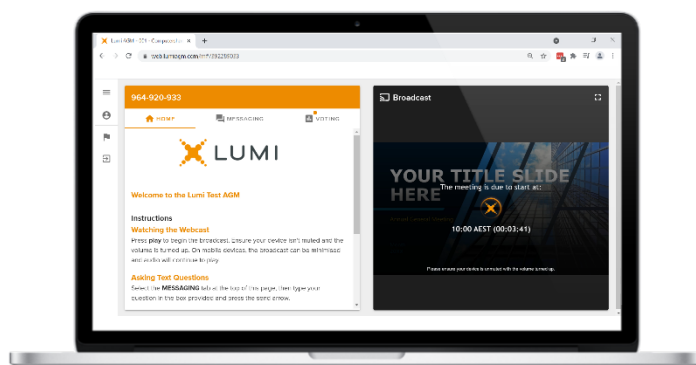 964-920-933
HOME
MESSAGING
VOTING
LUMI
Welcome to the Lumi Test AGM
Instructions
Watching the Webcast
Press play to begin the broadcast. Ensure your device isn't muted and the
volume is turned up. On mobile devices, the broadcast can be minimized
and audio will continue to play.
Asking Text Questions
Select the MESSAGING tab at the top of this page, then type your
question in the box provided and press the send arrow.
Broadcast
YOUR TITLE SLIDE
HERE
The meeting is due to start at:
10:00 AEST (00:03:41)
Please ensure your device is unmuted with the volume turned up.